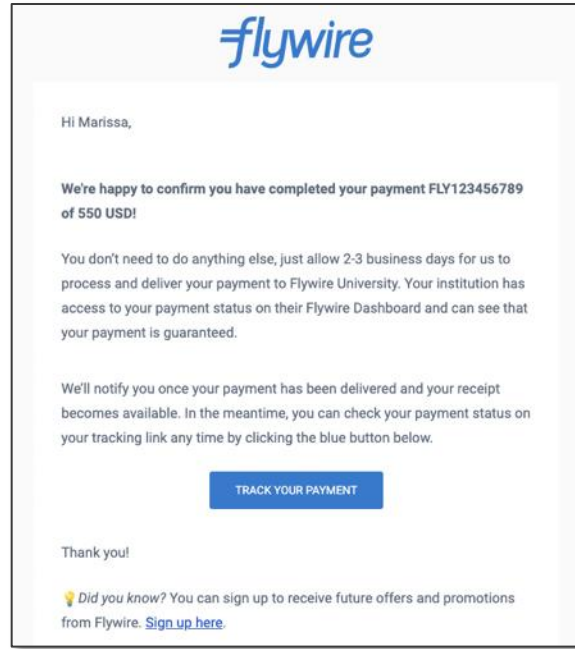 flywire
Hi Marissa,
We're happy to confirm you have completed your payment FLY123456789
of 550 USD!
You don't need to do anything else, just allow 2-3 business days for us to
process and deliver your payment to Flywire University. Your institution has
access to your payment status on their Flywire Dashboard and can see that
your payment is guaranteed.
We'll notify you once your payment has been delivered and your receipt
becomes available. In the meantime, you can check your payment status on
your tracking link any time by clicking the blue button below.
TRACK YOUR PAYMENT
Thank you!
💡Did you know? You can sign up to receive future offers and promotions
from Flywire. Sign up here.